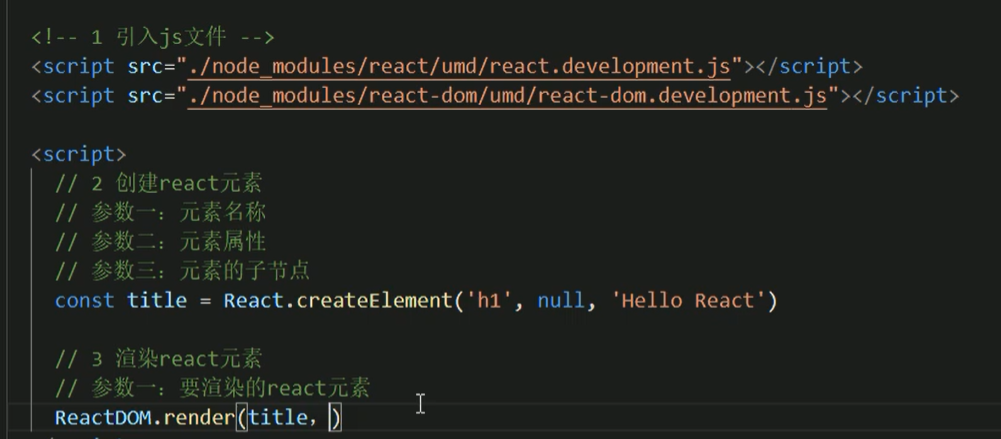 <!-- 1 引入js文件 -->
<script src="./node_modules/react/umd/react.development.js"></script>
<script src="./node_modules/react-dom/umd/react-dom.development.js"></script>
<script>
// 2 创建react元素
// 参数一：元素名称
// 参数二：元素属性
// 参数三：元素的子节点
const title = React.createElement('h1', null, 'Hello React')
// 3 渲染react元素
// 参数一：要渲染的react元素
ReactDOM.render(title, )